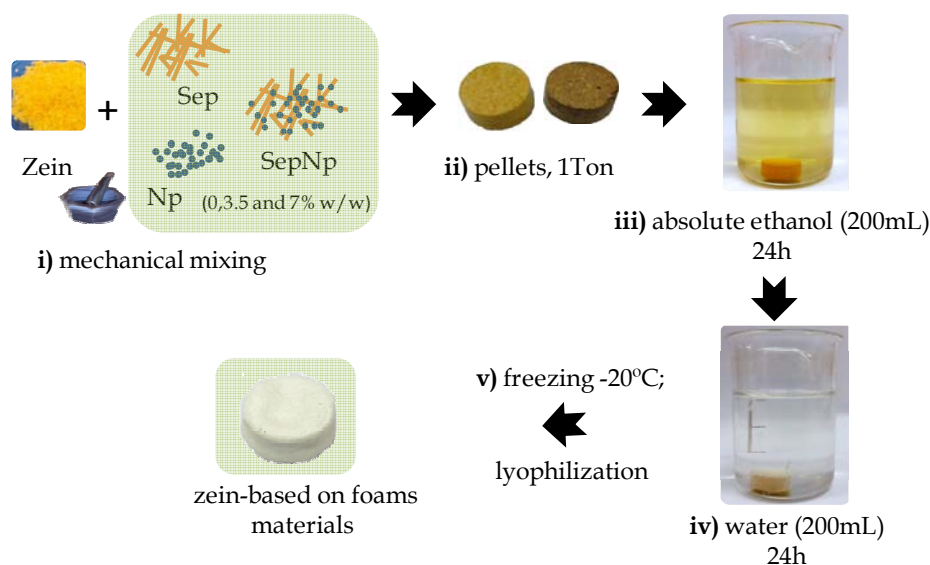 Sep
+
Zein
SepNp
Np
(0,3.5 and 7% w/w)
i) mechanical mixing
ii) pellets, 1Ton
iii) absolute ethanol (200mL)
24h
iv) water (200mL)
24h
v) freezing -20ºC;
lyophilization
zein-based on foams
materials